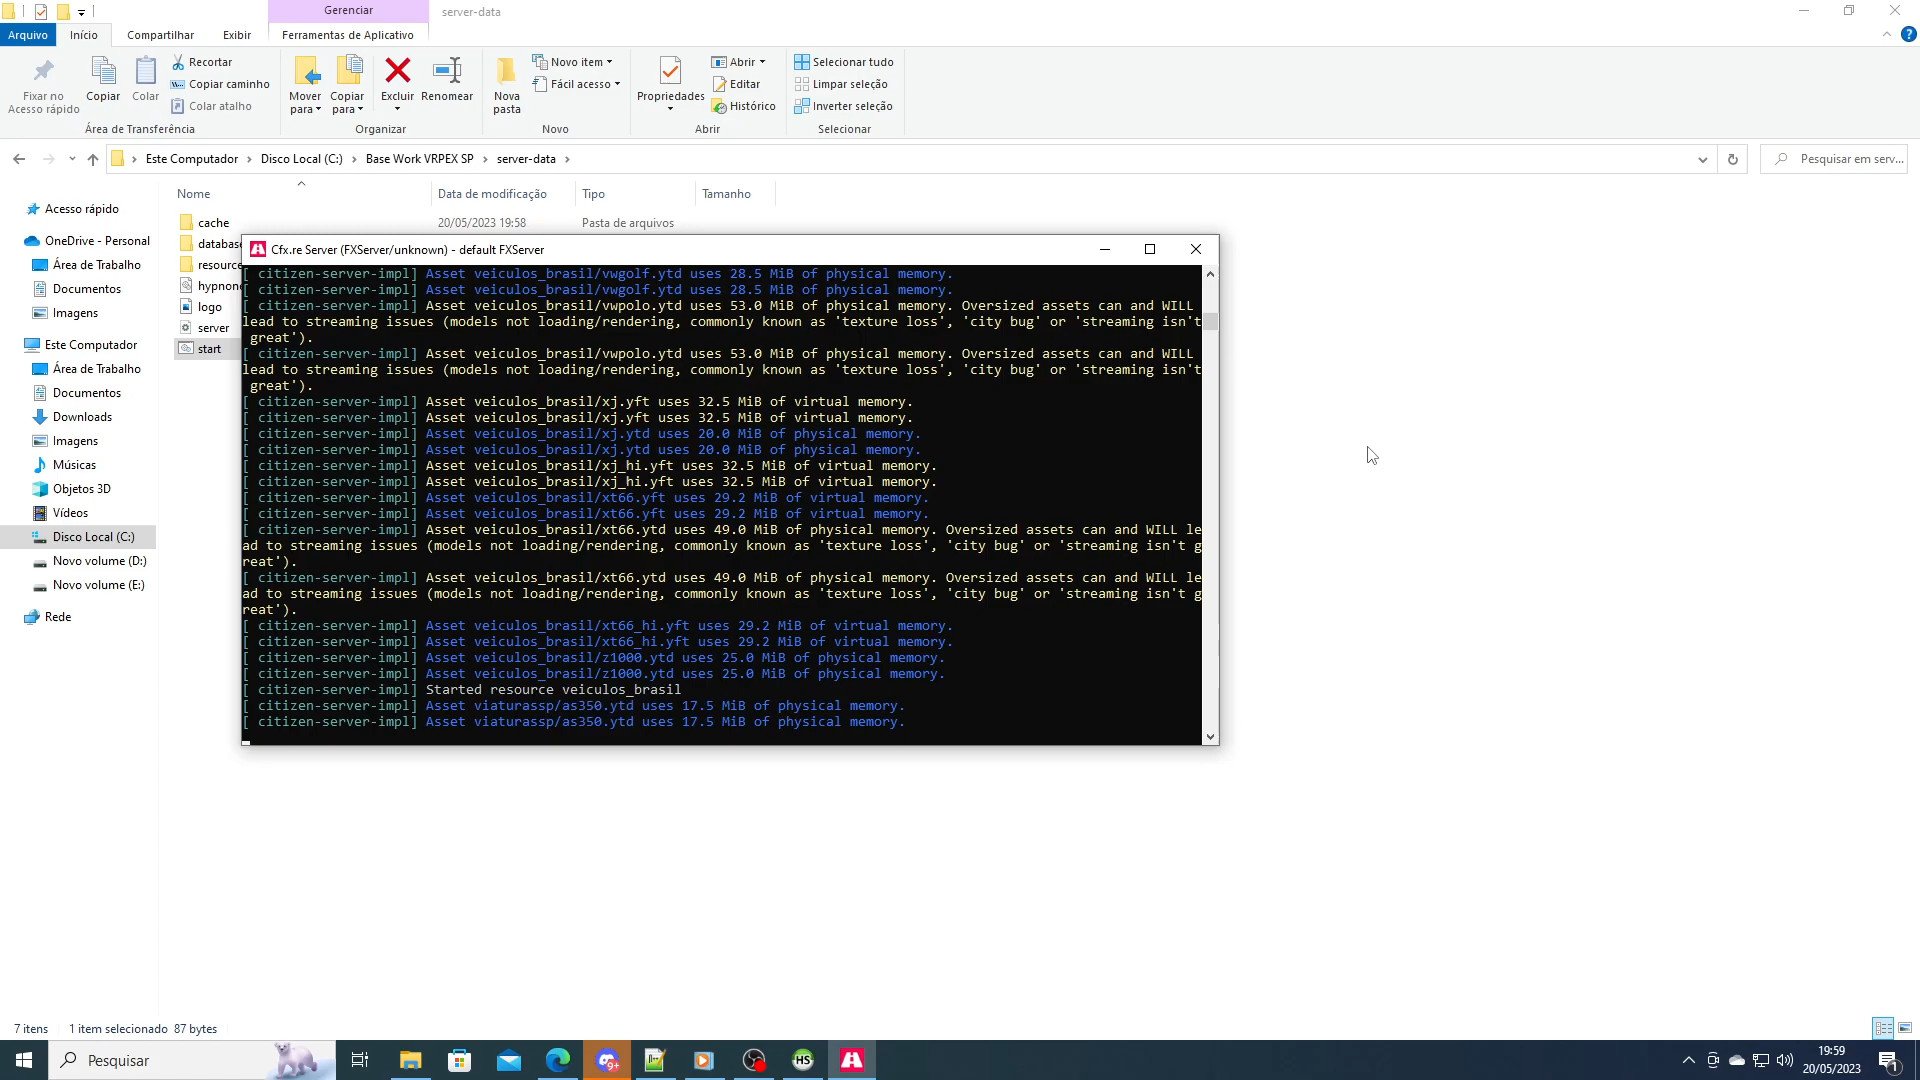 Gerenciar
server-data
Arquivo
Início
Compartilhar
Exibir
Ferramentas de Aplicativo
Fixar no
Acesso rápido
Copiar
Colar
Recortar
Copiar caminho
Colar atalho
Área de Transferência
Mover
para
Copiar
para
Excluir
Renomear
Organizar
Nova
pasta
Novo item
Fácil acesso
Novo
Propriedades
Abrir
Editar
Histórico
Abrir
Selecionar tudo
Limpar seleção
Inverter seleção
Selecionar
Este Computador
Disco Local (C:)
Base Work VRPEX SP
server-data
Pesquisar em serv...
Nome
Data de modificação
Tipo
Tamanho
Acesso rápido
OneDrive - Personal
Área de Trabalho
Documentos
Imagens
Este Computador
Área de Trabalho
Documentos
Downloads
Imagens
Músicas
Objetos 3D
Vídeos
Disco Local (C:)
Novo volume (D:)
Novo volume (E:)
Rede
cache
20/05/2023 19:58
Pasta de arquivos
database
resource
hypnone
logo
server
start
Cfx.re Server (FXServer/unknown) - default FXServer
[ citizen-server-impl] Asset veiculos_brasil/vwgolf.ytd uses 28.5 MiB of physical memory.
[ citizen-server-impl] Asset veiculos_brasil/vwgolf.ytd uses 28.5 MiB of physical memory.
[ citizen-server-impl] Asset veiculos_brasil/vwpolo.ytd uses 53.0 MiB of physical memory. Oversized assets can and WILL
lead to streaming issues (models not loading/rendering, commonly known as 'texture loss', 'city bug' or 'streaming isn't
great').
[ citizen-server-impl] Asset veiculos_brasil/vwpolo.ytd uses 53.0 MiB of physical memory. Oversized assets can and WILL
lead to streaming issues (models not loading/rendering, commonly known as 'texture loss', 'city bug' or 'streaming isn't
great').
[ citizen-server-impl] Asset veiculos_brasil/xj.yft uses 32.5 MiB of virtual memory.
[ citizen-server-impl] Asset veiculos_brasil/xj.yft uses 32.5 MiB of virtual memory.
[ citizen-server-impl] Asset veiculos_brasil/xj.ytd uses 20.0 MiB of physical memory.
[ citizen-server-impl] Asset veiculos_brasil/xj.ytd uses 20.0 MiB of physical memory.
[ citizen-server-impl] Asset veiculos_brasil/xj_hi.yft uses 32.5 MiB of virtual memory.
[ citizen-server-impl] Asset veiculos_brasil/xj_hi.yft uses 32.5 MiB of virtual memory.
[ citizen-server-impl] Asset veiculos_brasil/xt66.yft uses 29.2 MiB of virtual memory.
[ citizen-server-impl] Asset veiculos_brasil/xt66.yft uses 29.2 MiB of virtual memory.
[ citizen-server-impl] Asset veiculos_brasil/xt66.ytd uses 49.0 MiB of physical memory. Oversized assets can and WILL le
ad to streaming issues (models not loading/rendering, commonly known as 'texture loss', 'city bug' or 'streaming isn't g
reat').
[ citizen-server-impl] Asset veiculos_brasil/xt66.ytd uses 49.0 MiB of physical memory. Oversized assets can and WILL le
ad to streaming issues (models not loading/rendering, commonly known as 'texture loss', 'city bug' or 'streaming isn't g
reat').
[ citizen-server-impl] Asset veiculos_brasil/xt66_hi.yft uses 29.2 MiB of virtual memory.
[ citizen-server-impl] Asset veiculos_brasil/xt66_hi.yft uses 29.2 MiB of virtual memory.
[ citizen-server-impl] Asset veiculos_brasil/z1000.ytd uses 25.0 MiB of physical memory.
[ citizen-server-impl] Asset veiculos_brasil/z1000.ytd uses 25.0 MiB of physical memory.
[ citizen-server-impl] Started resource veiculos_brasil
[ citizen-server-impl] Asset viaturassp/as350.ytd uses 17.5 MiB of physical memory.
[ citizen-server-impl] Asset viaturassp/as350.ytd uses 17.5 MiB of physical memory.
7 itens
1 item selecionado 87 bytes
Pesquisar
9+
HS
19:59
20/05/2023
1